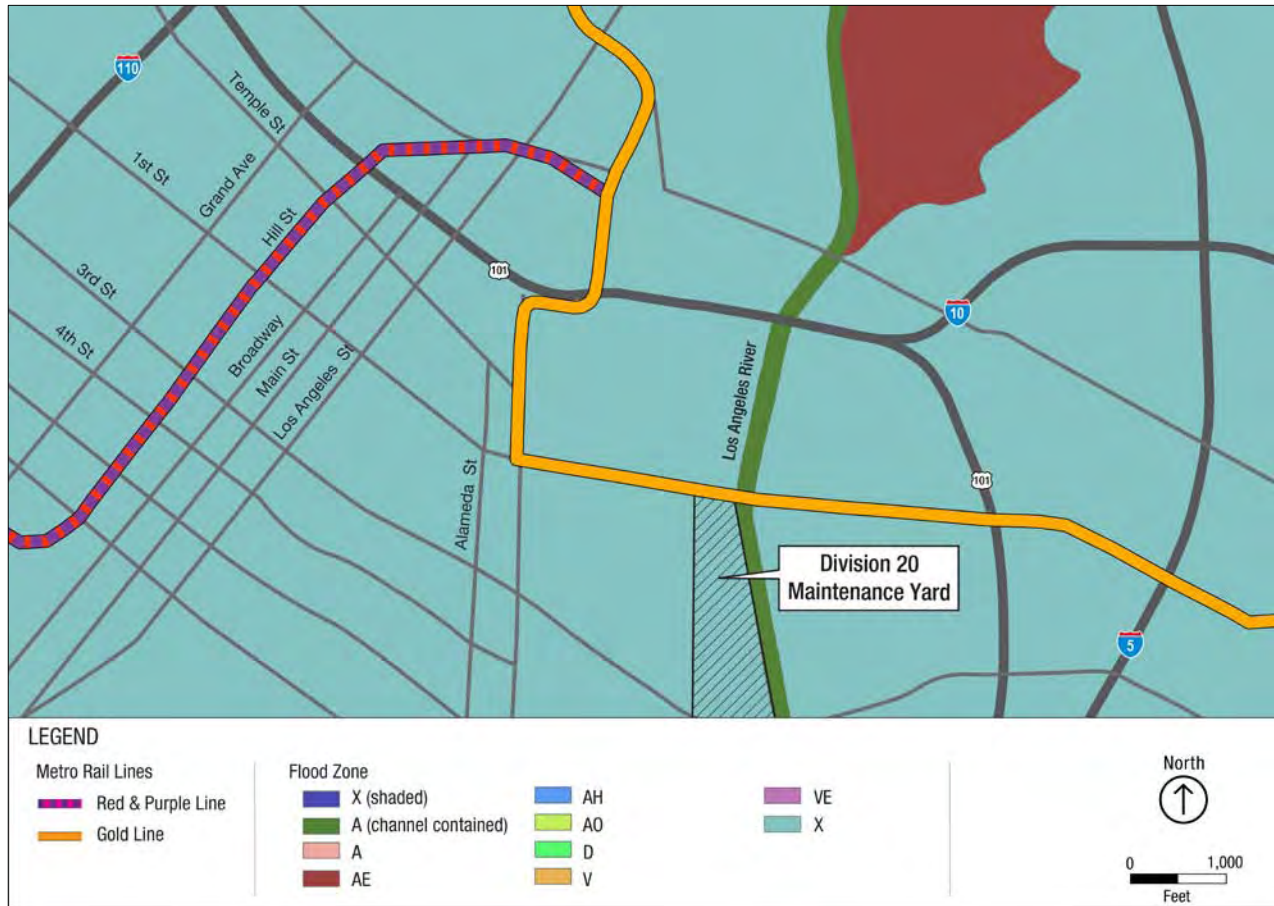 110
Temple St
1st St
Grand Ave
Hill St
3rd St
4th St
Broadway
Main St
Los Angeles St
101
Alameda St
Los Angeles River
10
101
Division 20
Maintenance Yard
5
LEGEND
Metro Rail Lines
Red & Purple Line
Gold Line
Flood Zone
X (shaded)
A (channel contained)
A
AE
AH
AO
D
V
VE
X
North
0 1,000
Feet